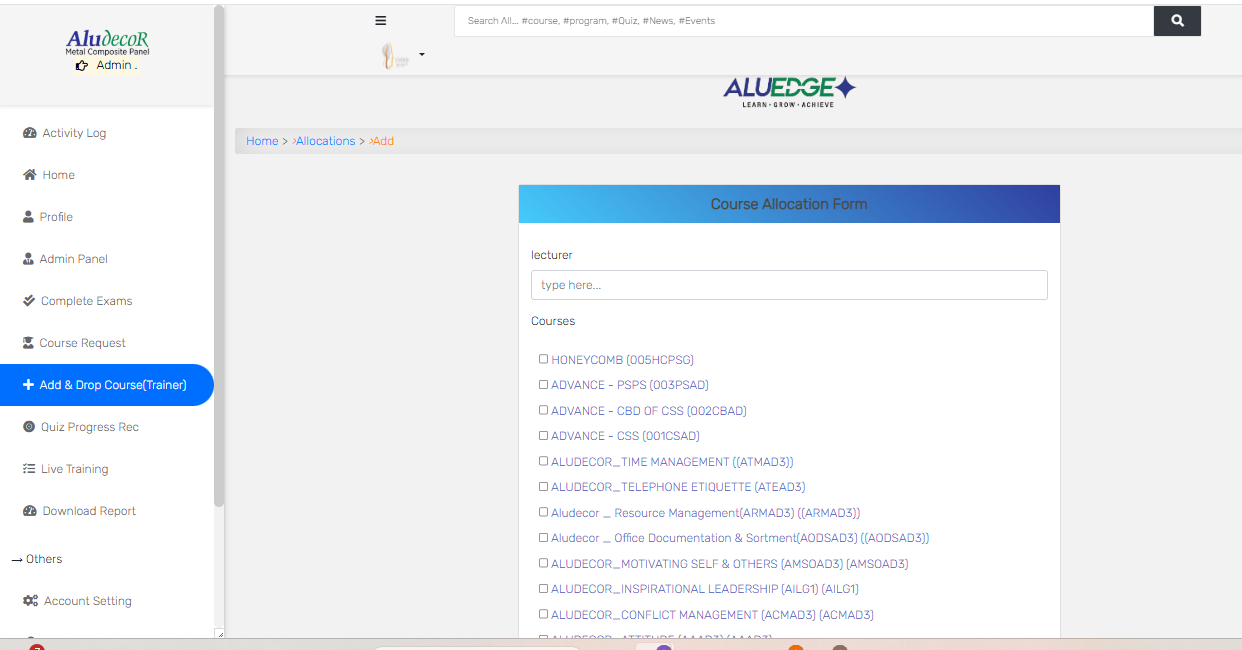 AludecoR
Metal Composite Panel
Admin .
Search All... #course, #program, #Quiz, #News, #Events
ALUEDGE
LEARN · GROW · ACHIEVE
Activity Log
Home
Profile
Admin Panel
Complete Exams
Course Request
Add & Drop Course(Trainer)
Quiz Progress Rec
Live Training
Download Report
Others
Account Setting
Home > Allocations > Add
Course Allocation Form
lecturer
type here...
Courses
HONEYCOMB (005HCPSG)
ADVANCE - PSPS (003PSAD)
ADVANCE - CBD OF CSS (002CBAD)
ADVANCE - CSS (001CSAD)
ALUDECOR_TIME MANAGEMENT ((ATMAD3))
ALUDECOR_TELEPHONE ETIQUETTE (ATEAD3)
Aludecor _ Resource Management(ARMAD3) ((ARMAD3))
Aludecor _ Office Documentation & Sortment(AODSAD3) ((AODSAD3))
ALUDECOR_MOTIVATING SELF & OTHERS (AMSOAD3) (AMSOAD3)
ALUDECOR_INSPIRATIONAL LEADERSHIP (AILG1) (AILG1)
ALUDECOR_CONFLICT MANAGEMENT (ACMAD3) (ACMAD3)
ALUDECOR_ATTITUDE (AAAD3) (AAAD3)